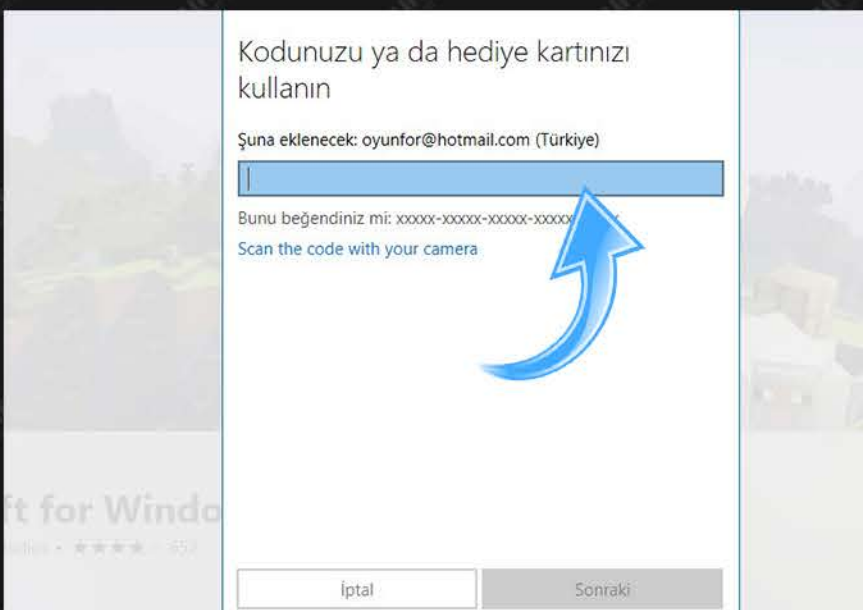 Kodunuzu ya da hediye kartınızı
kullanın
Şuna eklenecek: oyunfor@hotmail.com (Türkiye)
Bunu beğendiniz mi: xxxxx-xxxxx-xxxxx-xxxxx
Scan the code with your camera
ft for Windo
İptal
Sonraki